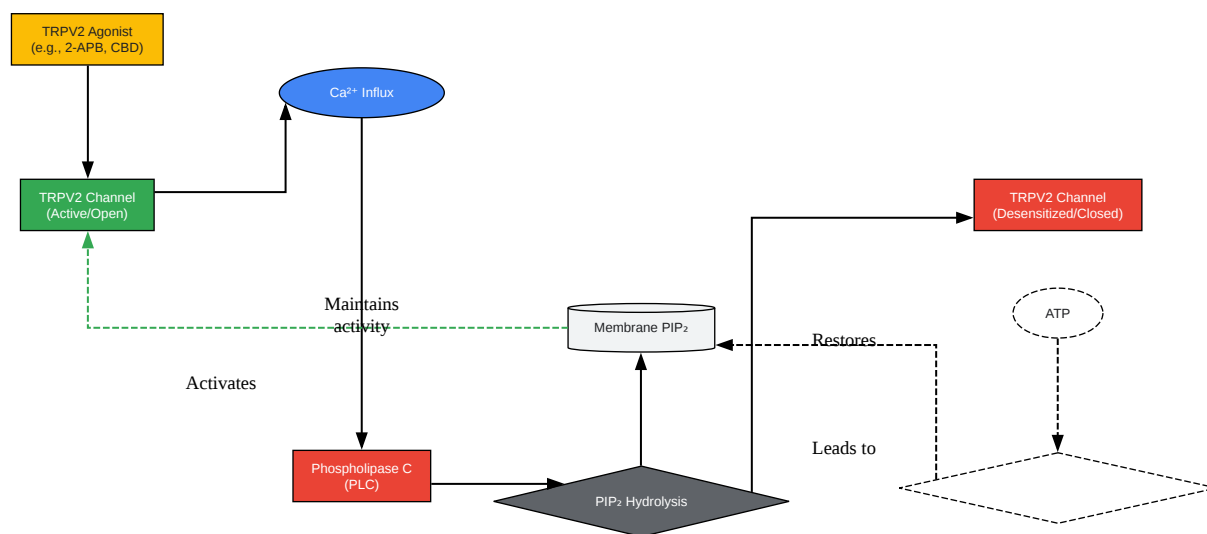 TRPV2 Agonist
(e.g., 2-APB, CBD)
Ca²⁺ Influx
TRPV2 Channel
(Active/Open)
TRPV2 Channel
(Desensitized/Closed)
Maintains
activity
Membrane PIP₂
ATP
Restores
Activates
Leads to
Phospholipase C
(PLC)
PIP₂ Hydrolysis